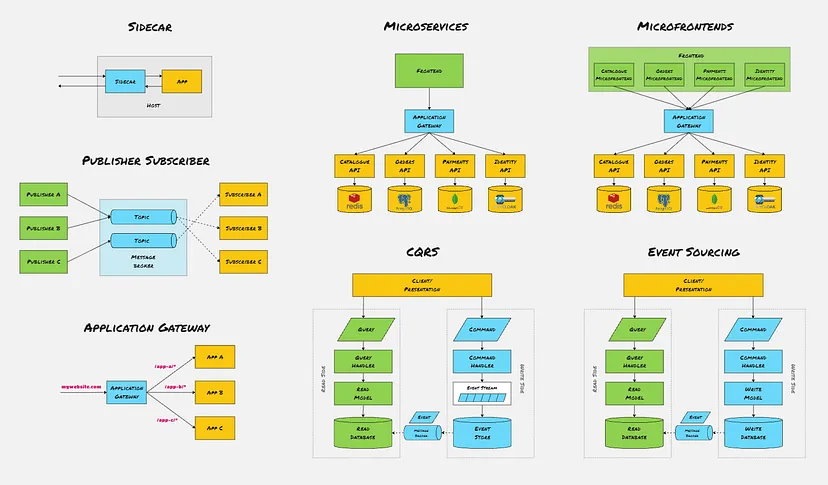 Sidecar
Sidecar
App
Host
Publisher Subscriber
Publisher A
Publisher B
Publisher C
Topic
Topic
Message
broker
Subscriber A
Subscriber B
Subscriber C
Application Gateway
mywebsite.com
Application
Gateway
/app-a/*
/app-b/*
/app-c/*
App A
App B
App C
Microservices
Frontend
Application
Gateway
Catalogue
API
Orders
API
Payments
API
Identity
API
redis
PostgreSQL
mongoDB
Microfrontends
Frontend
Catalogue
Microfrontend
Orders
Microfrontend
Payments
Microfrontend
Identity
Microfrontend
Application
Gateway
Catalogue
API
Orders
API
Payments
API
Identity
API
redis
PostgreSQL
mongoDB
CQRS
Client/
Presentation
Read Side
Query
Query
Handler
Read
Model
Read
Database
Event
Message
Broker
Write Side
Command
Command
Handler
Event Stream
Event
Store
Event Sourcing
Client/
Presentation
Read Side
Query
Query
Handler
Read
Model
Read
Database
Event
Message
Broker
Write Side
Command
Command
Handler
Write
Model
Write
Database